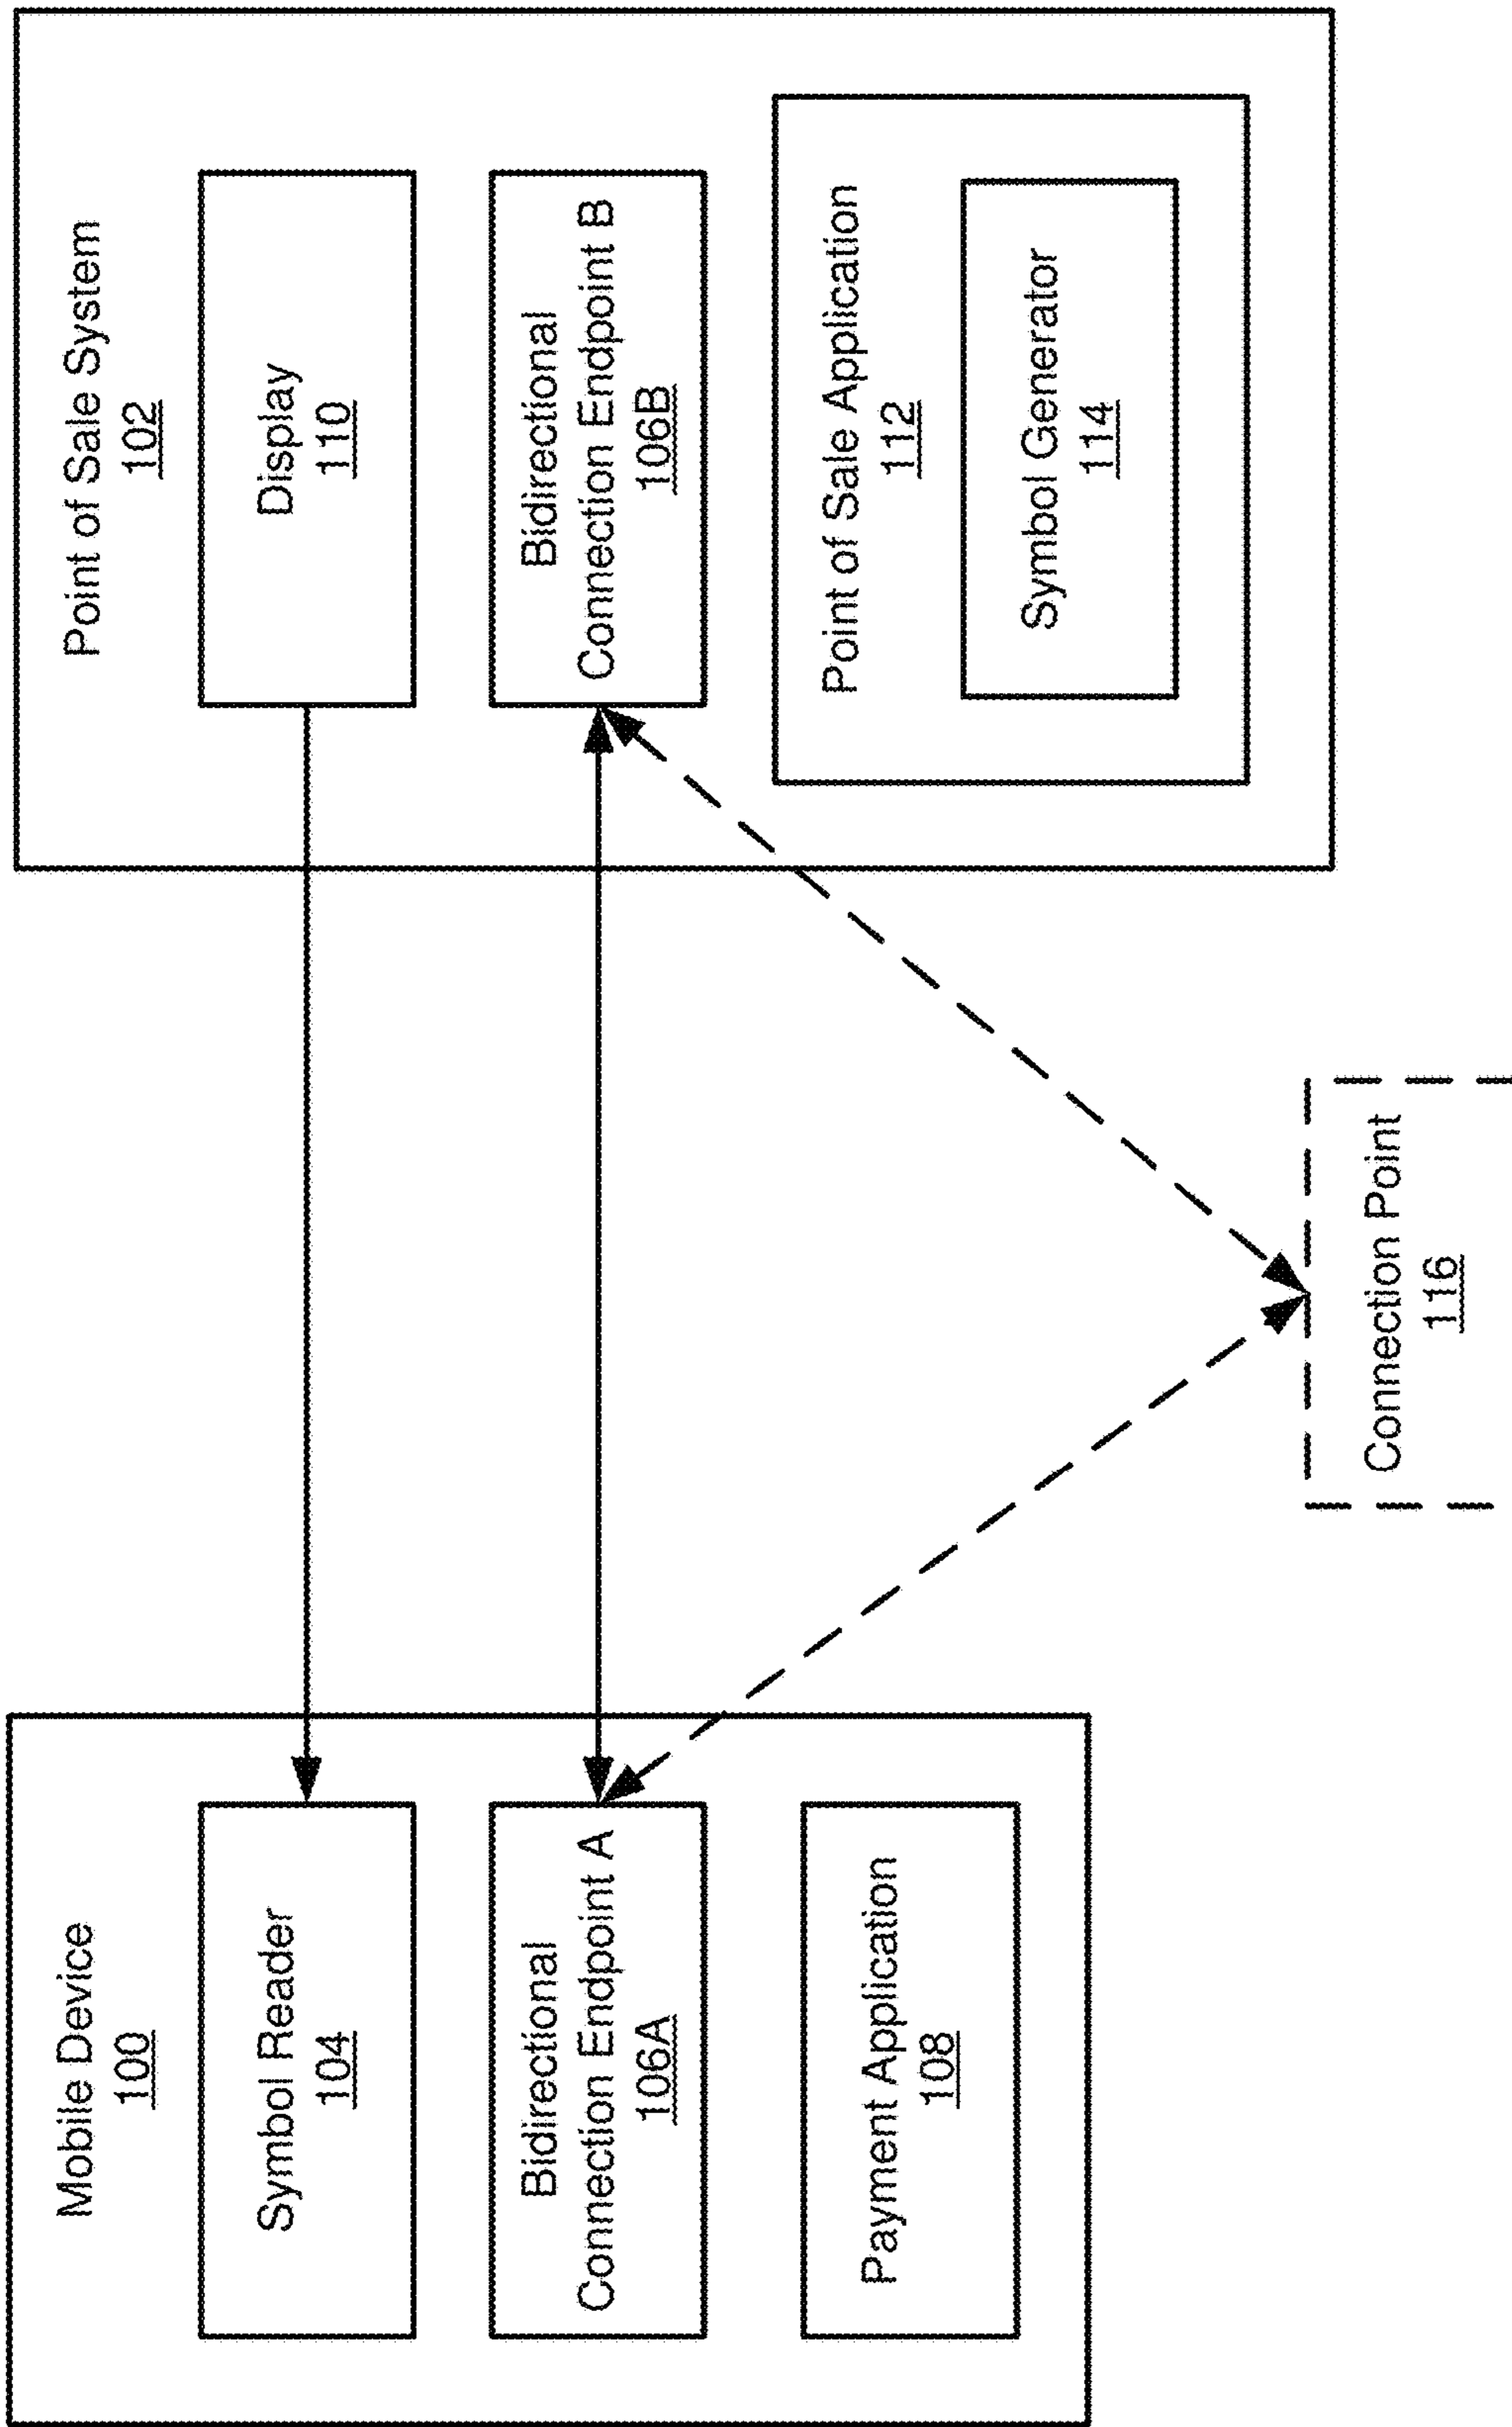 Mobile Device
100
Symbol Reader
104
Bidirectional
Connection Endpoint A
106A
Payment Application
108
Point of Sale System
102
Display
110
Bidirectional
Connection Endpoint B
106B
Point of Sale Application
112
Symbol Generator
114
Connection Point
116